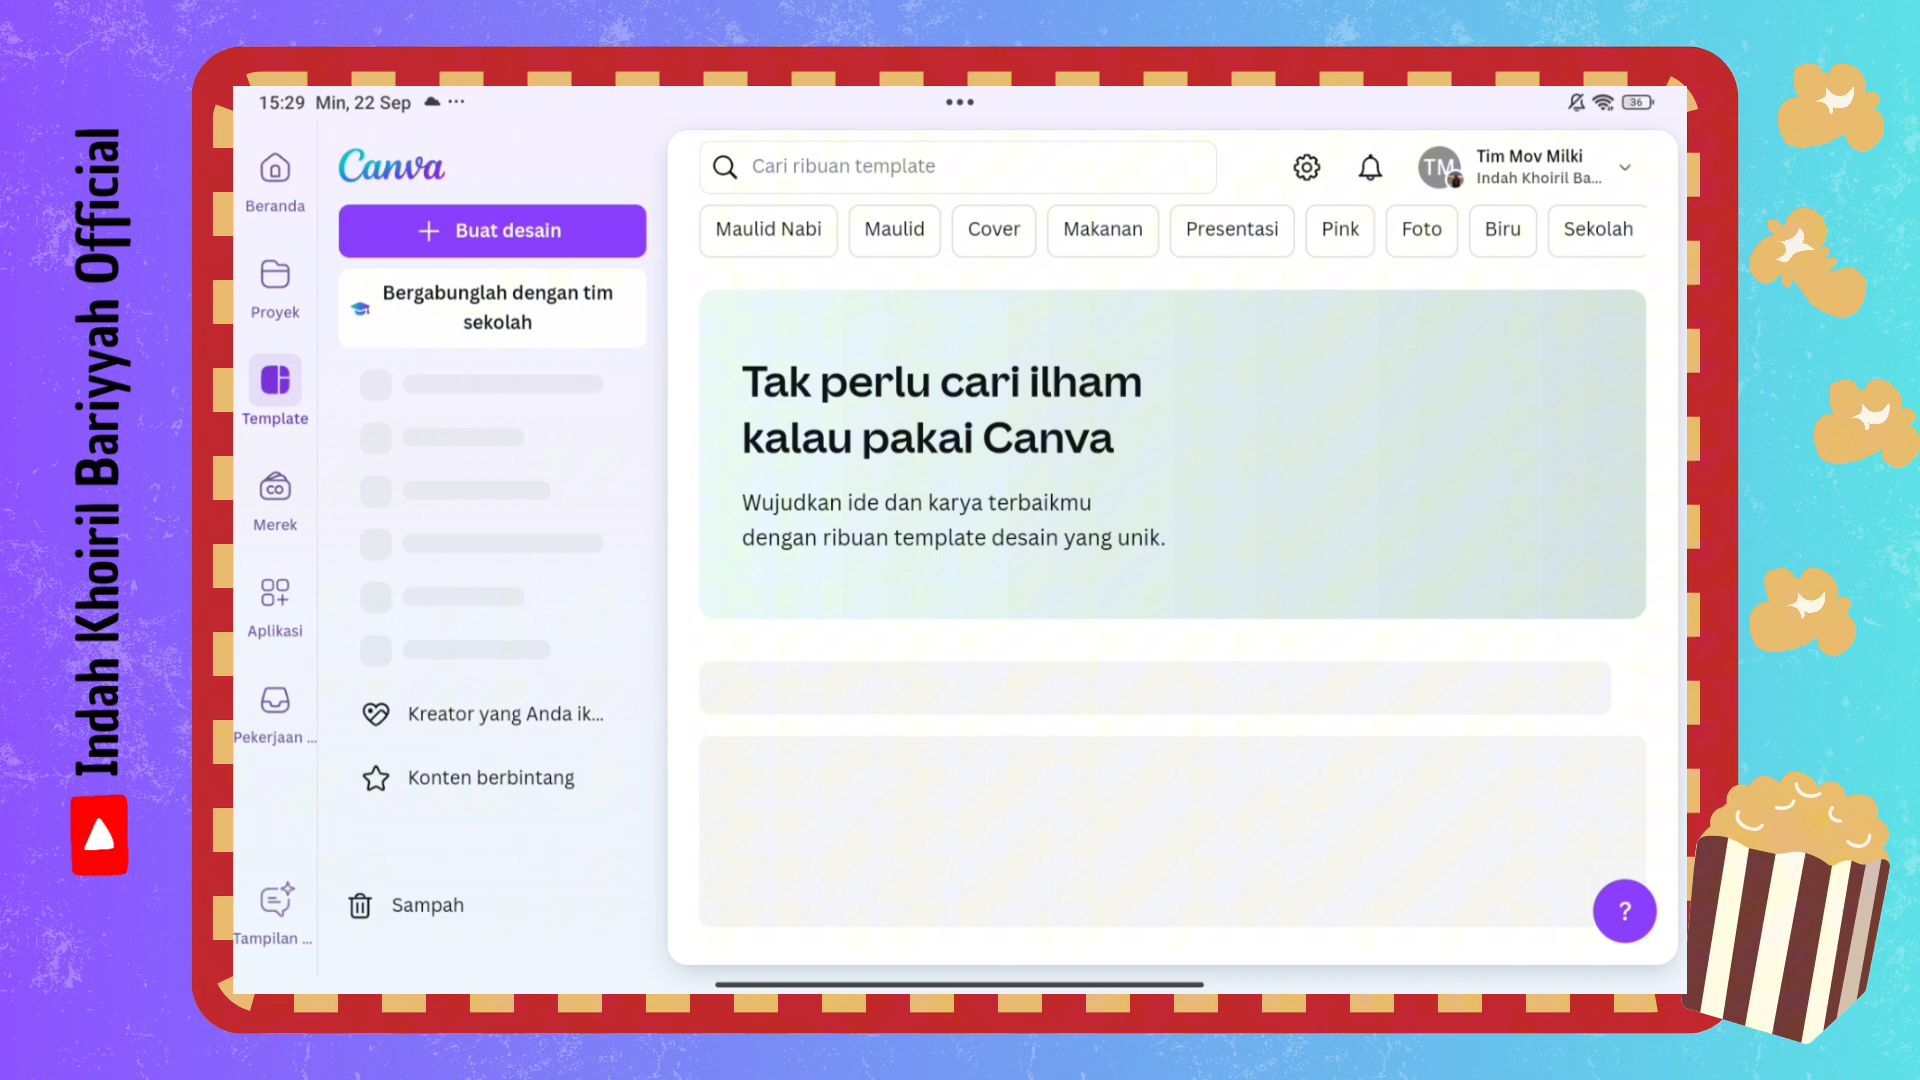 Indah Khoiril Bariyyah Official
15:29 Min, 22 Sep
36
Beranda
Proyek
Template
CO
Merek
Aplikasi
Pekerjaan ...
Tampilan ...
Canva
Buat desain
Bergabunglah dengan tim
sekolah
Kreator yang Anda ik...
Konten berbintang
Sampah
Cari ribuan template
TM
Tim Mov Milki
Indah Khoiril Ba...
Maulid Nabi
Maulid
Cover
Makanan
Presentasi
Pink
Foto
Biru
Sekolah
Tak perlu cari ilham
kalau pakai Canva
Wujudkan ide dan karya terbaikmu
dengan ribuan template desain yang unik.
?